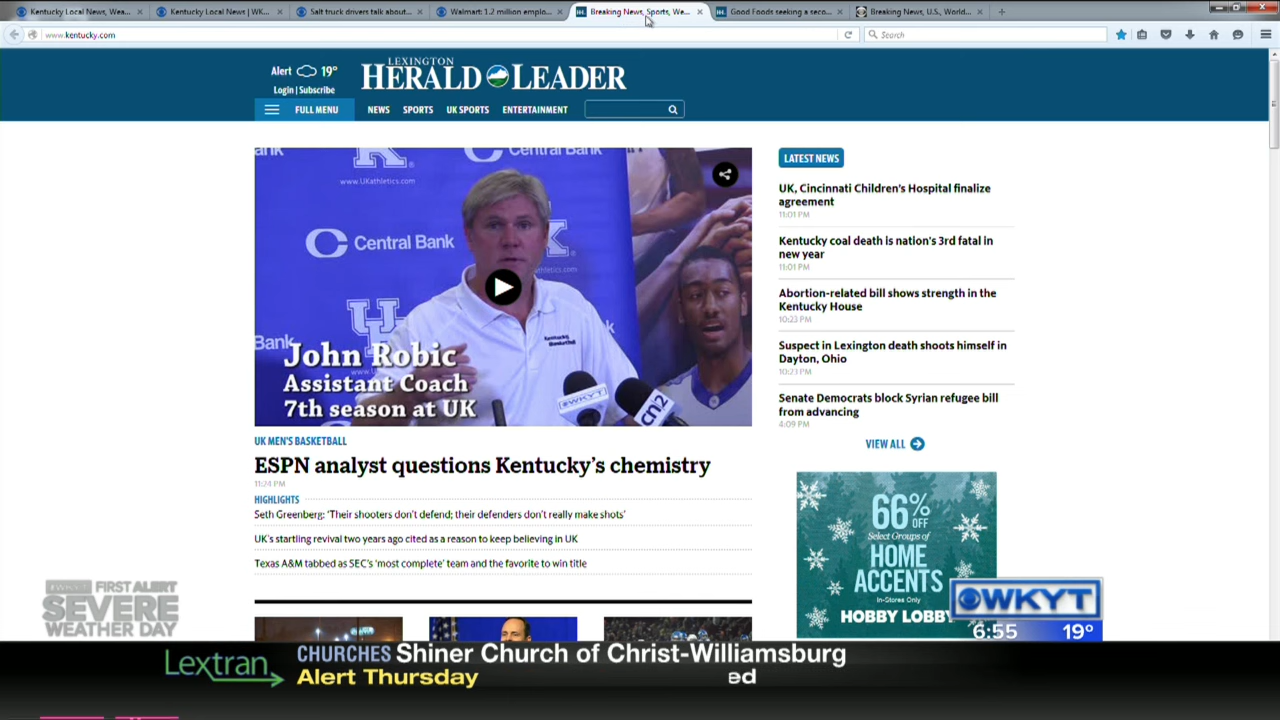 Kentucky Local News, Wea...
Kentucky Local News | WK...
Salt truck drivers talk about...
Walmart: 1.2 million emplo...
Breaking News, Sports, We...
Good Foods seeking a seco...
Breaking News, U.S., World...
www.kentucky.com
Search
Alert 19°
Login | Subscribe
LEXINGTON
HERALD LEADER
FULL MENU
NEWS SPORTS UK SPORTS ENTERTAINMENT
Bank
Central Bank
www.UKathletics.com
Central Bank
Bank
John Robic
Assistant Coach
7th season at UK
WKYT
cn2
UK MEN'S BASKETBALL
ESPN analyst questions Kentucky's chemistry
11:24 PM
HIGHLIGHTS
Seth Greenberg: 'Their shooters don't defend; their defenders don't really make shots'
UK's startling revival two years ago cited as a reason to keep believing in UK
Texas A&M tabbed as SEC's 'most complete' team and the favorite to win title
LATEST NEWS
UK, Cincinnati Children's Hospital finalize
agreement
11:01 PM
Kentucky coal death is nation's 3rd fatal in
new year
11:01 PM
Abortion-related bill shows strength in the
Kentucky House
10:23 PM
Suspect in Lexington death shoots himself in
Dayton, Ohio
10:23 PM
Senate Democrats block Syrian refugee bill
from advancing
4:09 PM
VIEW ALL
66% OFF
Select Groups of
HOME
ACCENTS
In-Stores Only
HOBBY LOBBY
WKYT FIRST ALERT
SEVERE
WEATHER DAY
WKYT
6:55 19°
Lextran
CHURCHES Shiner Church of Christ-Williamsburg
Alert Thursday ed